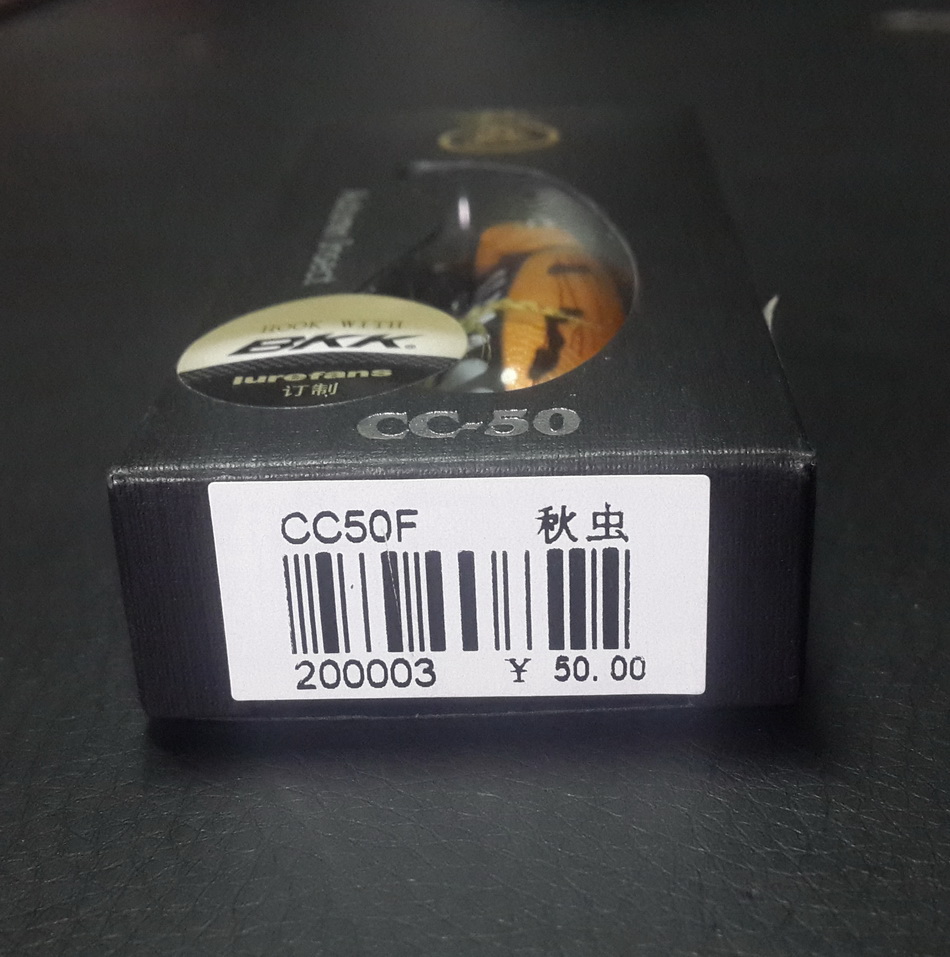 HOOK WITH
BKK
lurefans
订制
CC-50
CC50F 秋虫
200003 ¥ 50.00